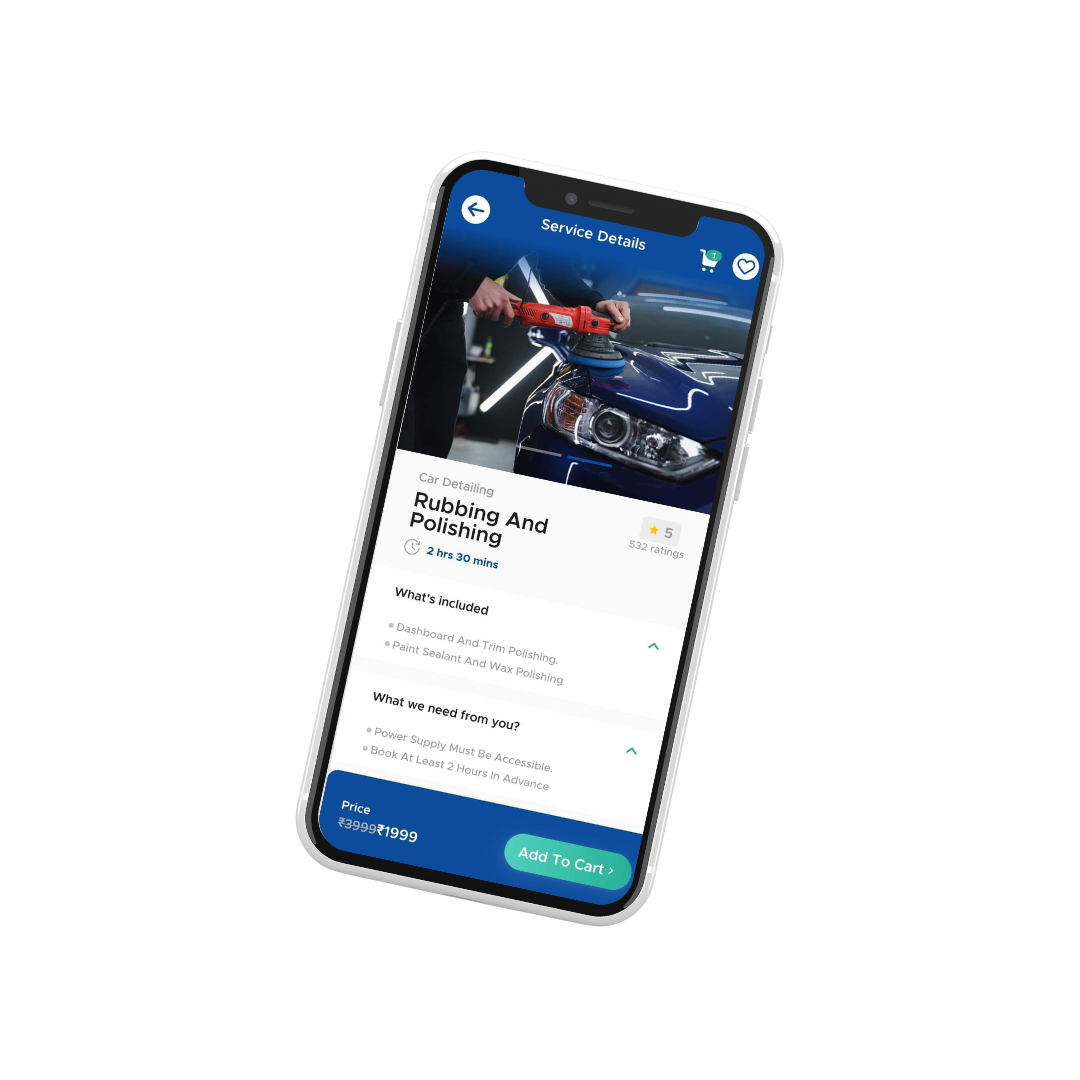 Service Details
1
Car Detailing
Rubbing And
Polishing
5
532 ratings
2 hrs 30 mins
What's included
Dashboard And Trim Polishing.
Paint Sealant And Wax Polishing
What we need from you?
Power Supply Must Be Accessible.
Book At Least 2 Hours In Advance
Price
₹3999₹1999
Add To Cart ›